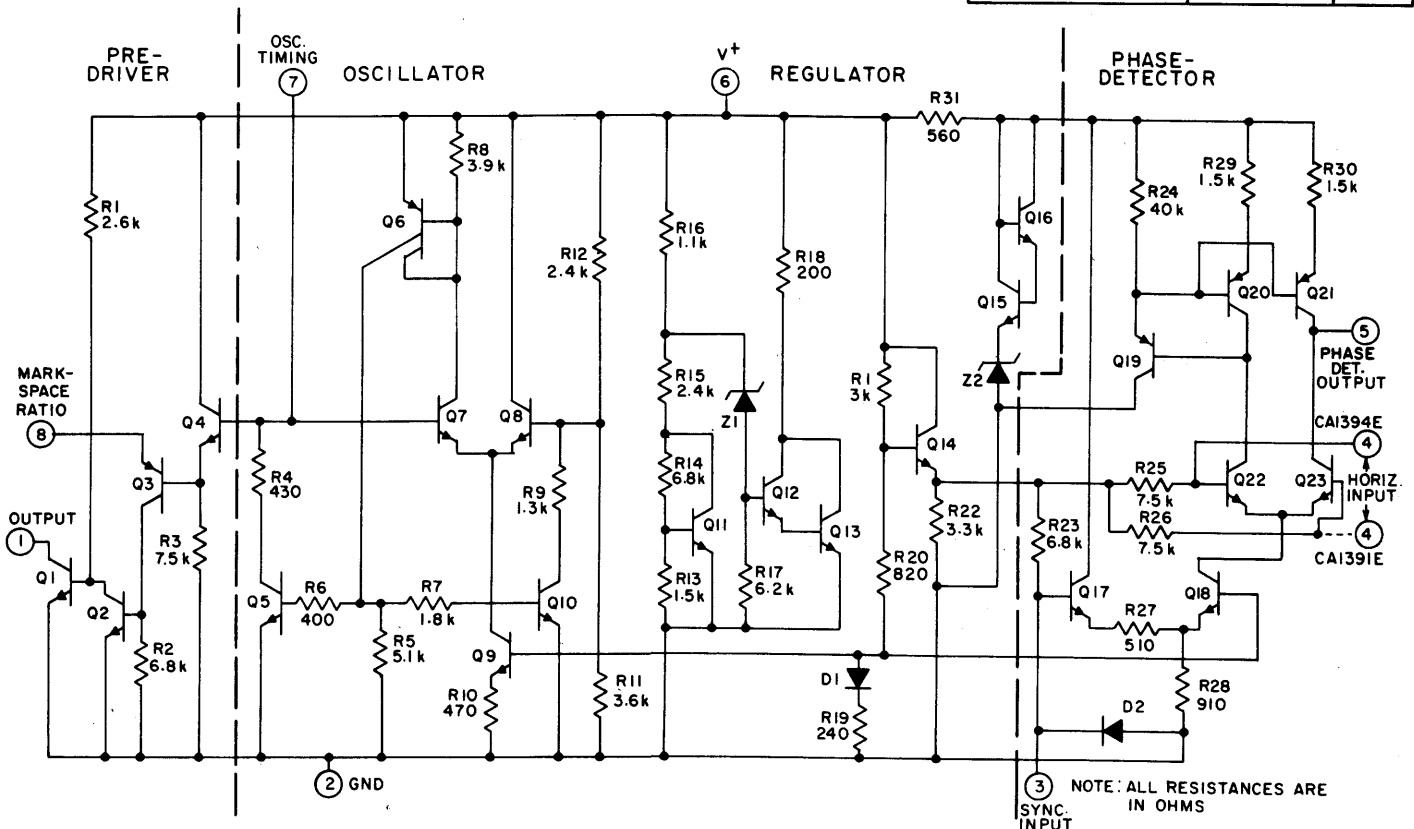 PRE-
DRIVER
OSC.
TIMING
7
OSCILLATOR
V+
6
REGULATOR
PHASE-
DETECTOR
R31
560
R1
2.6k
R8
3.9k
Q6
R12
2.4k
R16
1.1k
R18
200
Q16
Q15
R24
40k
R29
1.5k
R30
1.5k
Q20
Q21
5
PHASE
DET.
OUTPUT
MARK-
SPACE
RATIO
8
Q4
Q7
Q8
R15
2.4k
Z1
R1
3k
Z2
Q19
Q14
CA1394E
4
HORIZ.
INPUT
4
CA1391E
Q3
R4
430
R9
1.3k
R14
6.8k
Q11
Q12
Q13
R22
3.3k
R25
7.5k
R26
7.5k
Q22
Q23
OUTPUT
1
Q1
Q2
R3
7.5k
R2
6.8k
Q5
R6
400
R7
1.8k
R5
5.1k
Q10
Q9
R10
470
R11
3.6k
R13
1.5k
R17
6.2k
R20
820
R23
6.8k
Q17
R27
510
Q18
D1
R19
240
R28
910
D2
2
GND
3
SYNC.
INPUT
NOTE: ALL RESISTANCES ARE
IN OHMS